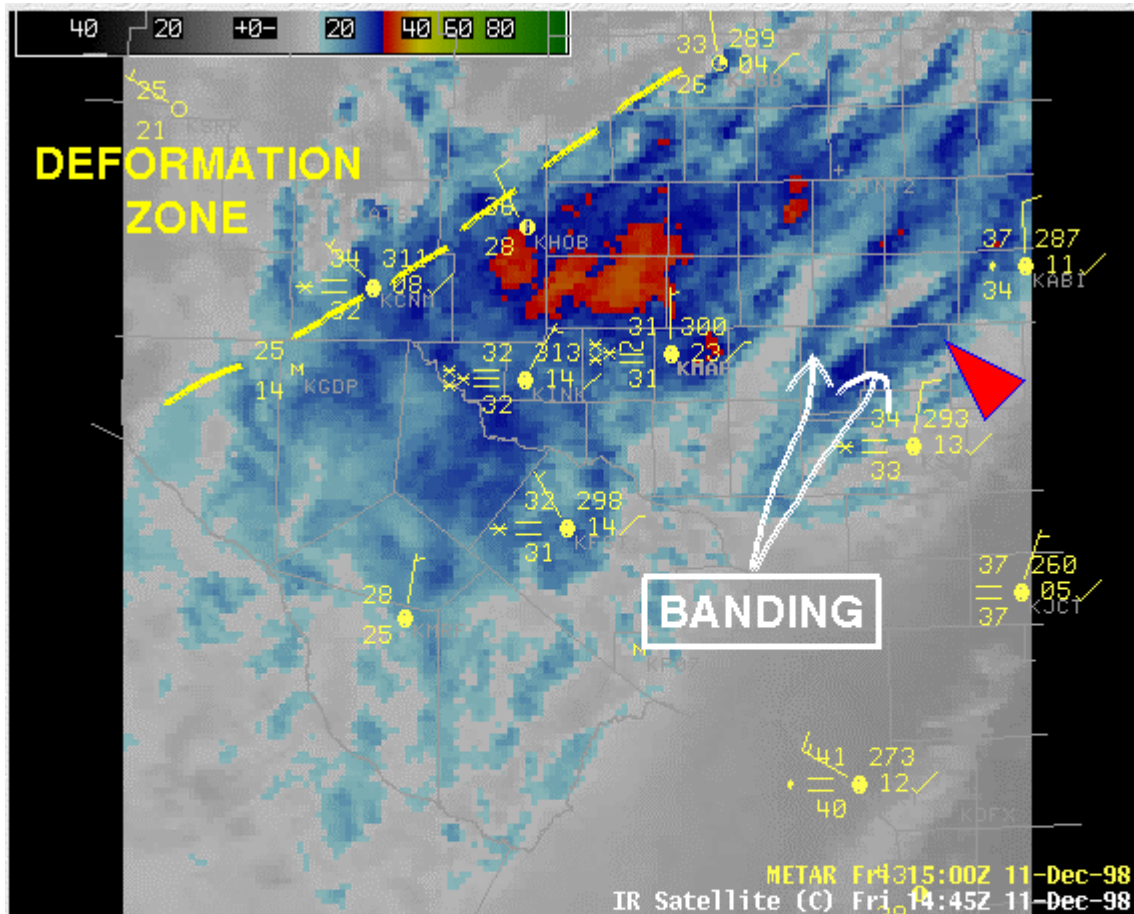 40 20 +0- 20 40 60 80
33 289
04
26
25
21
KSRR
DEFORMATION
ZONE
36
28 KHOB
37 287
11
KABI
34
34 311
08
KCNM
32
25
14 M
KGDP
32 313
14
KINK
32
31 300
23
KMAF
31
34 293
13
33
32 298
14
31
BANDING
37 260
05
KJCT
37
28
25
M
41 273
12
40
KDFX
METAR Fri 15:00Z 11-Dec-98
IR Satellite (C) Fri 14:45Z 11-Dec-98